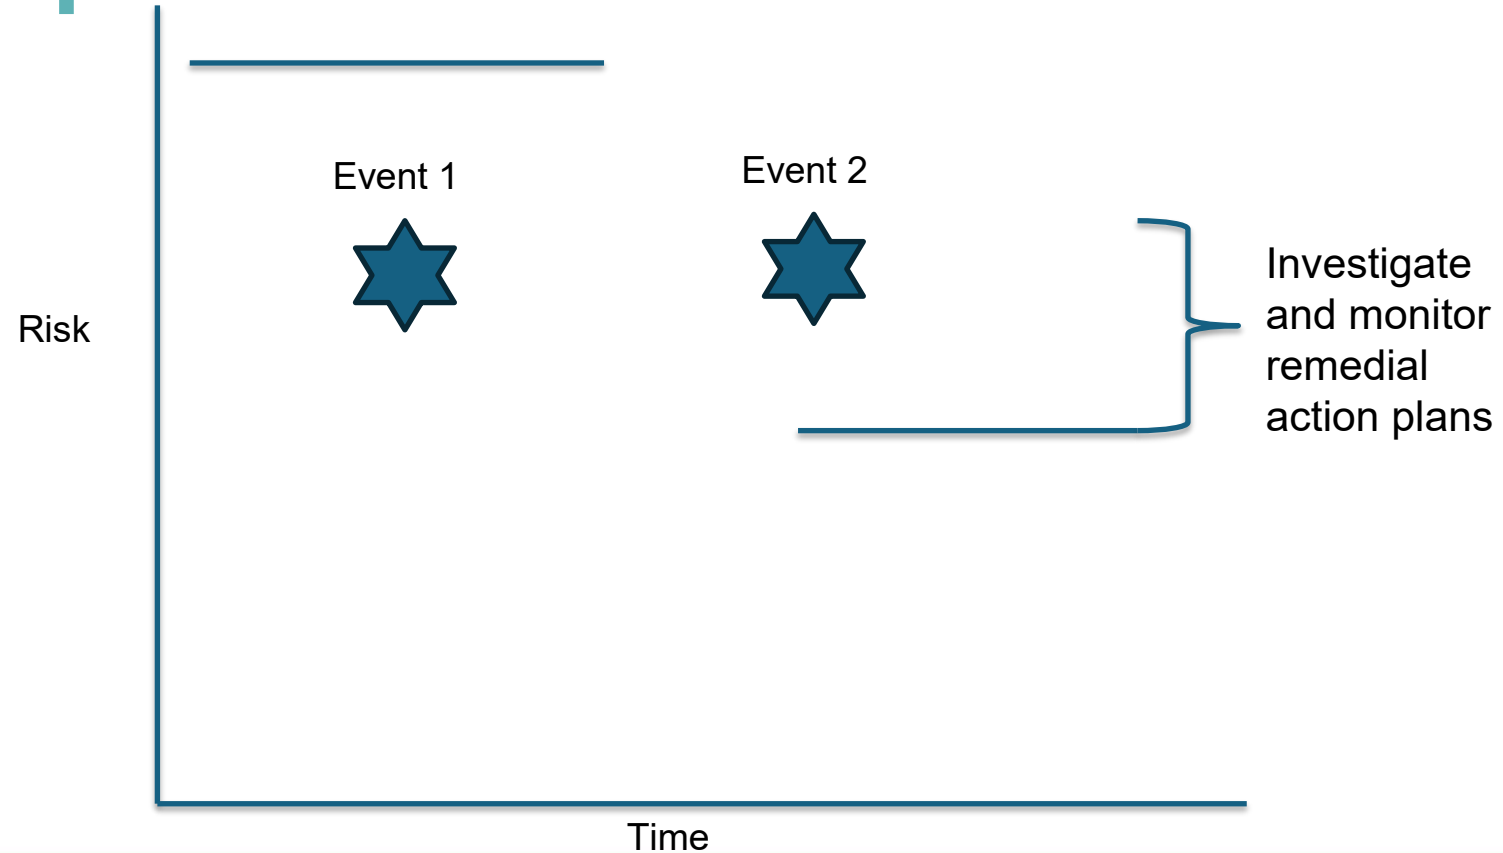 Event 1
Event 2
Risk
Investigate
and monitor
remedial
action plans
Time